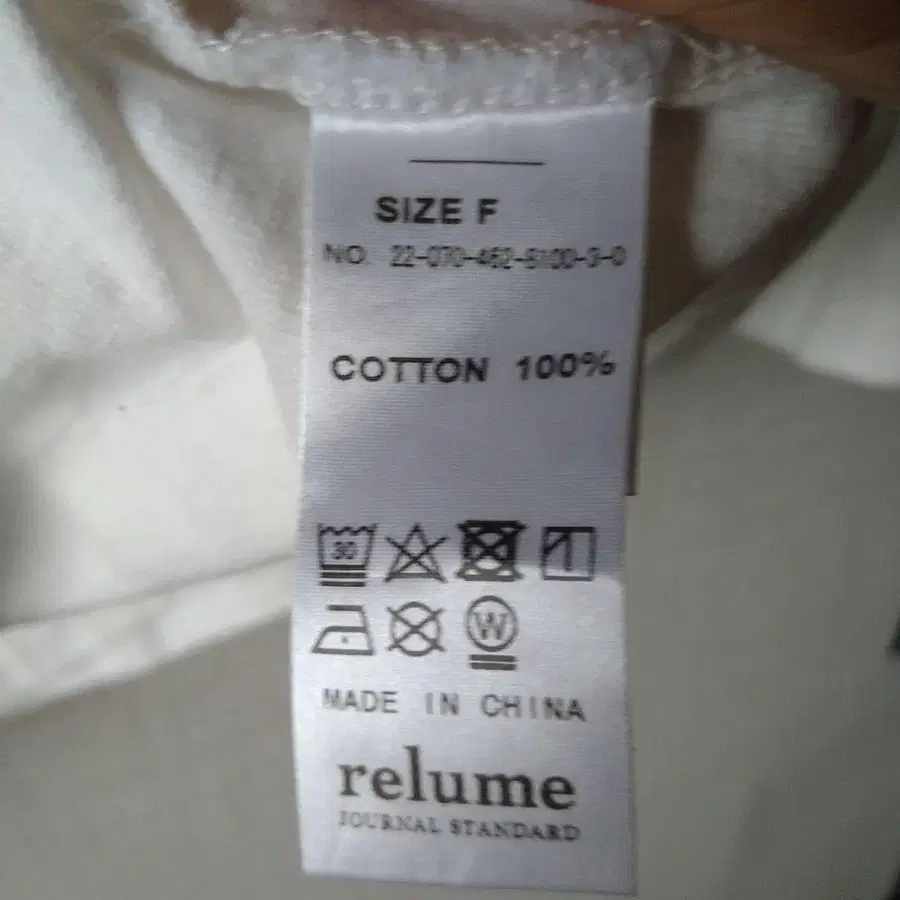 SIZE F
NO. 22-070-462-5100-3-0
COTTON 100%
30
W
MADE IN CHINA
relume
JOURNAL STANDARD